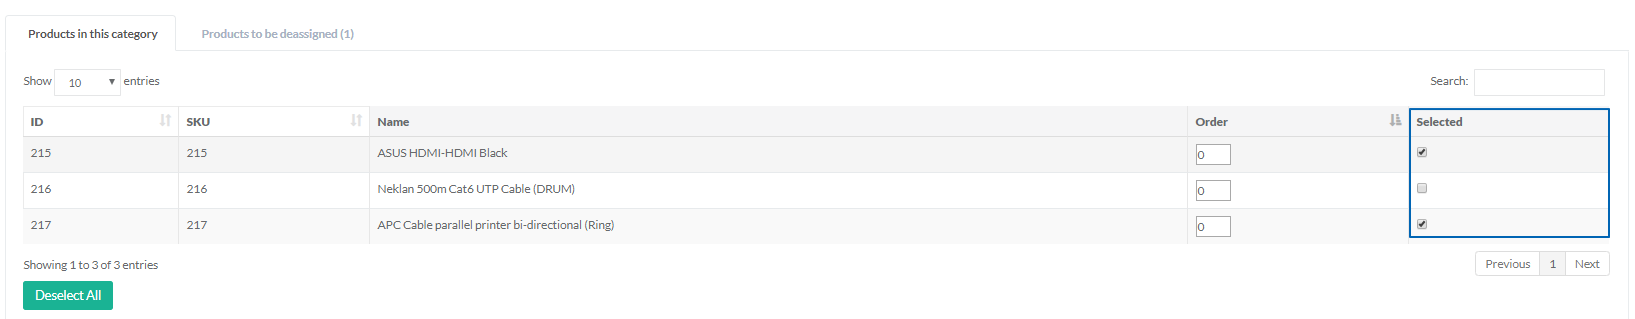 Products in this category Products to be deassigned (1)
Show 10 entries Search:
ID SKU Name Order Selected
215 215 ASUS HDMI-HDMI Black 0
216 216 Neklan 500m Cat6 UTP Cable (DRUM) 0
217 217 APC Cable parallel printer bi-directional (Ring) 0
Showing 1 to 3 of 3 entries Previous 1 Next
Deselect All